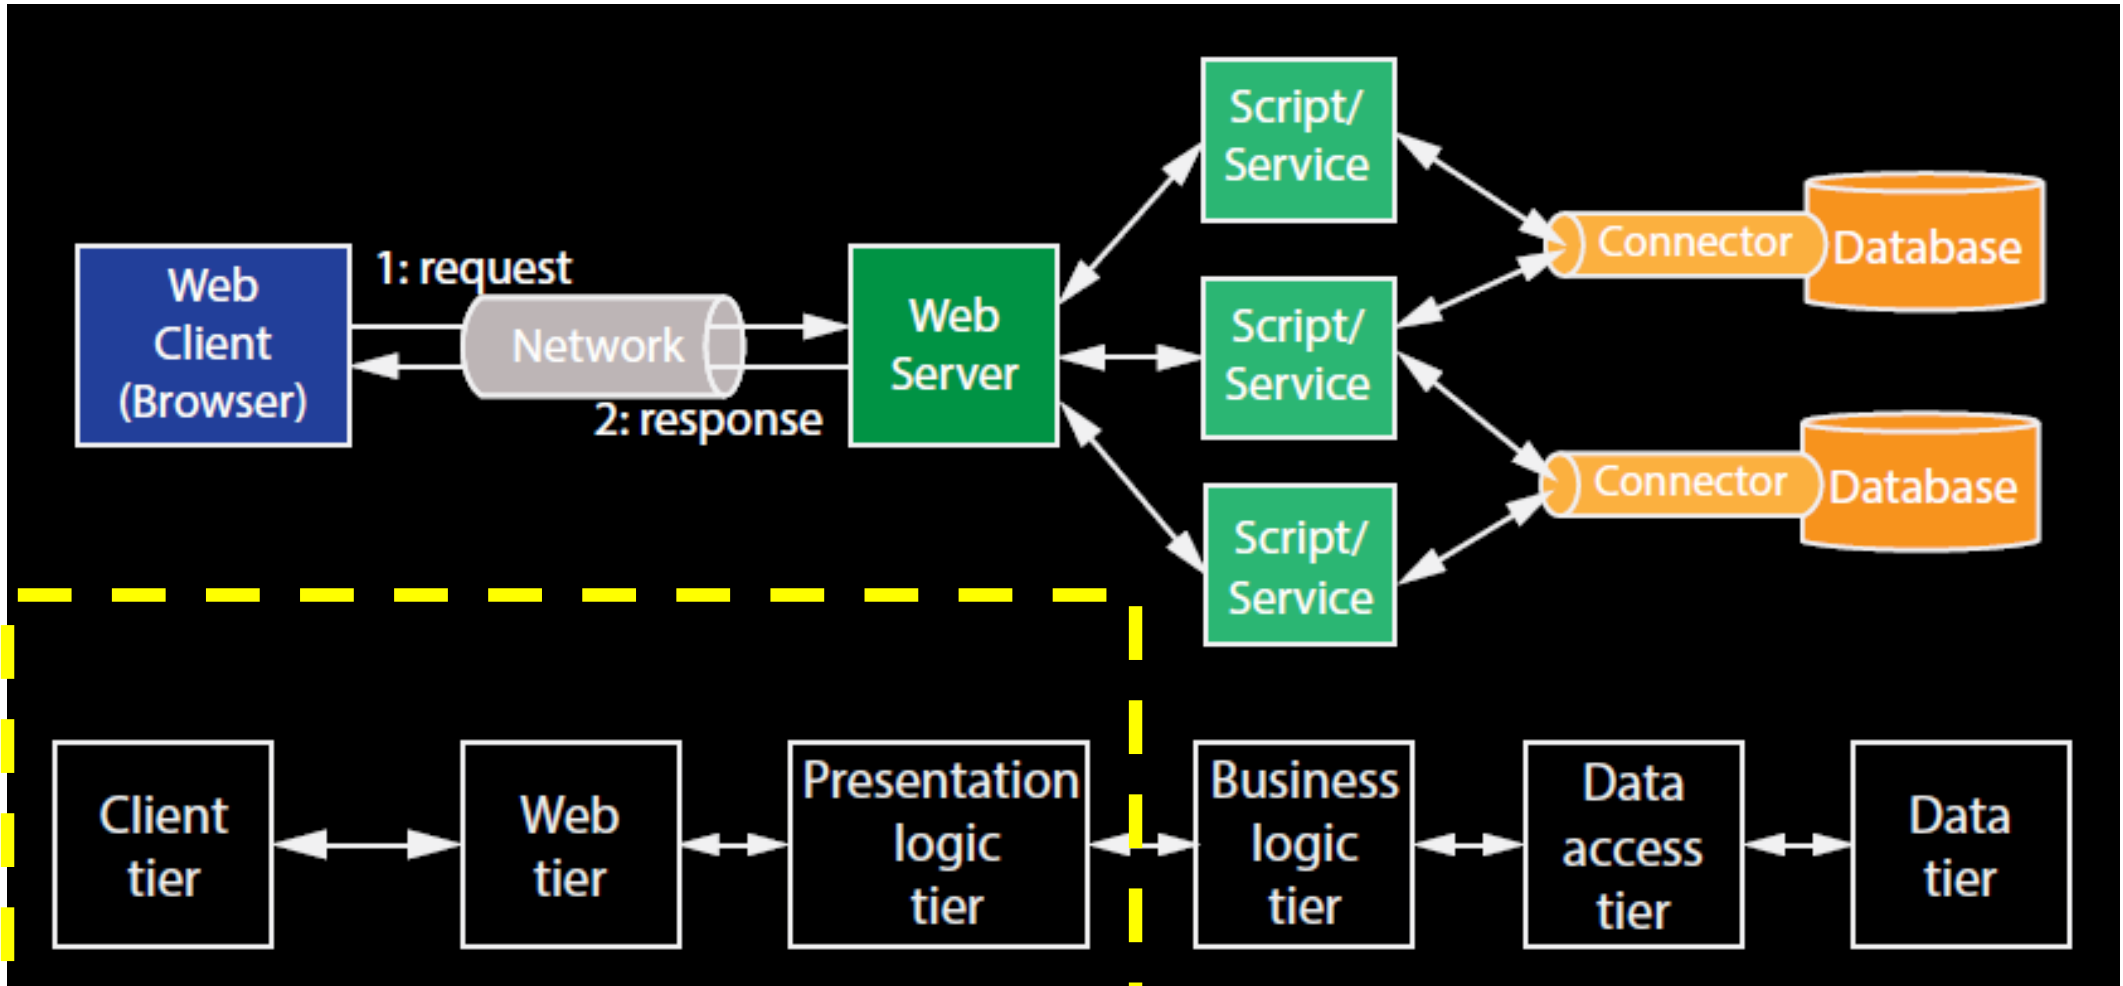 Web
Client
(Browser)
1: request
Network
2: response
Web
Server
Script/
Service
Script/
Service
Script/
Service
Connector
Database
Connector
Database
Client
tier
Web
tier
Presentation
logic
tier
Business
logic
tier
Data
access
tier
Data
tier